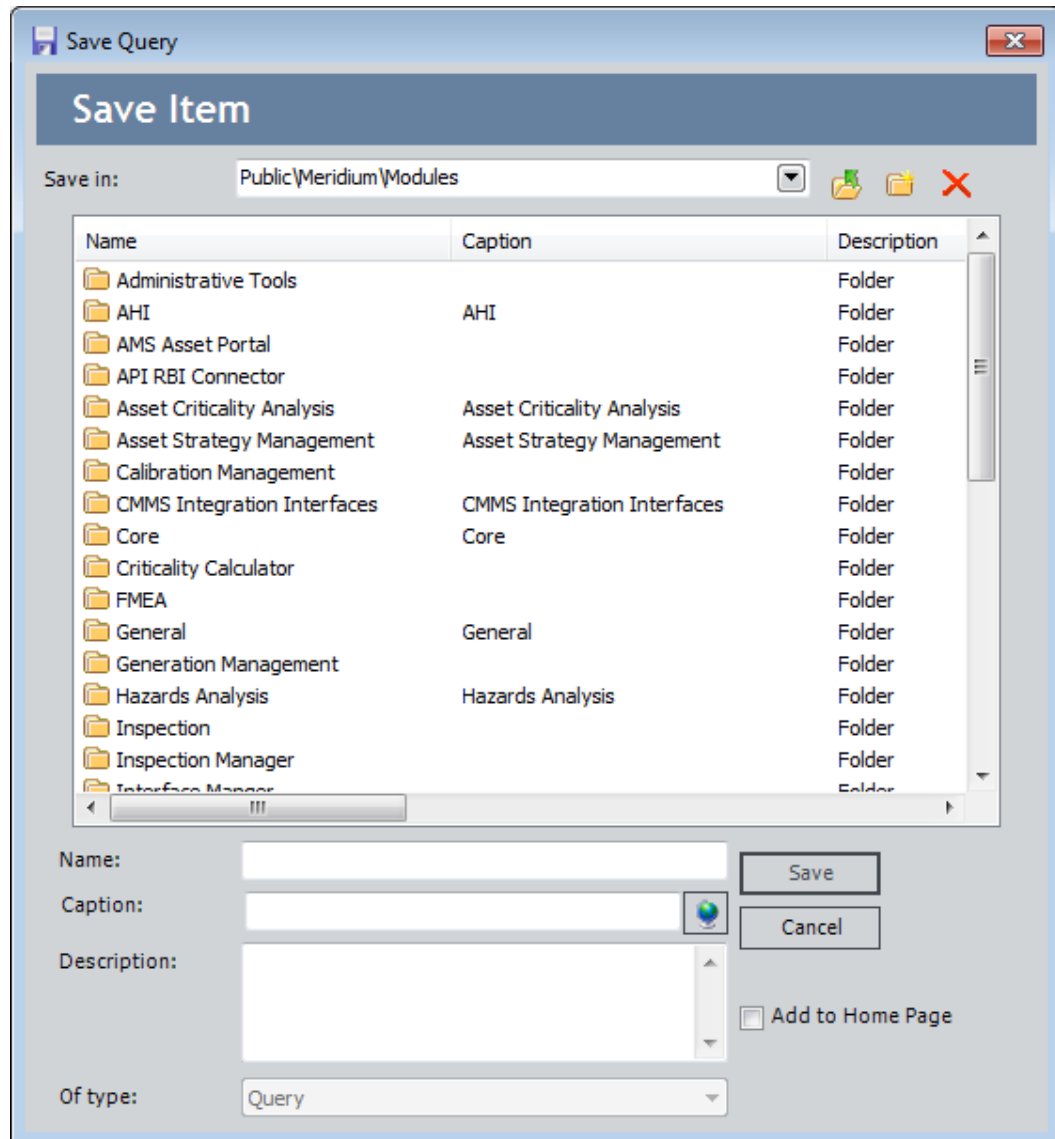 Save Query
Save Item
Save in: Public\Meridium\Modules
Name Caption Description
Administrative Tools Folder
AHI AHI Folder
AMS Asset Portal Folder
API RBI Connector Folder
Asset Criticality Analysis Asset Criticality Analysis Folder
Asset Strategy Management Asset Strategy Management Folder
Calibration Management Folder
CMMS Integration Interfaces CMMS Integration Interfaces Folder
Core Core Folder
Criticality Calculator Folder
FMEA Folder
General General Folder
Generation Management Folder
Hazards Analysis Hazards Analysis Folder
Inspection Folder
Inspection Manager Folder
Interface Manger Folder
Name:
Save
Caption:
Cancel
Description:
Add to Home Page
Of type: Query